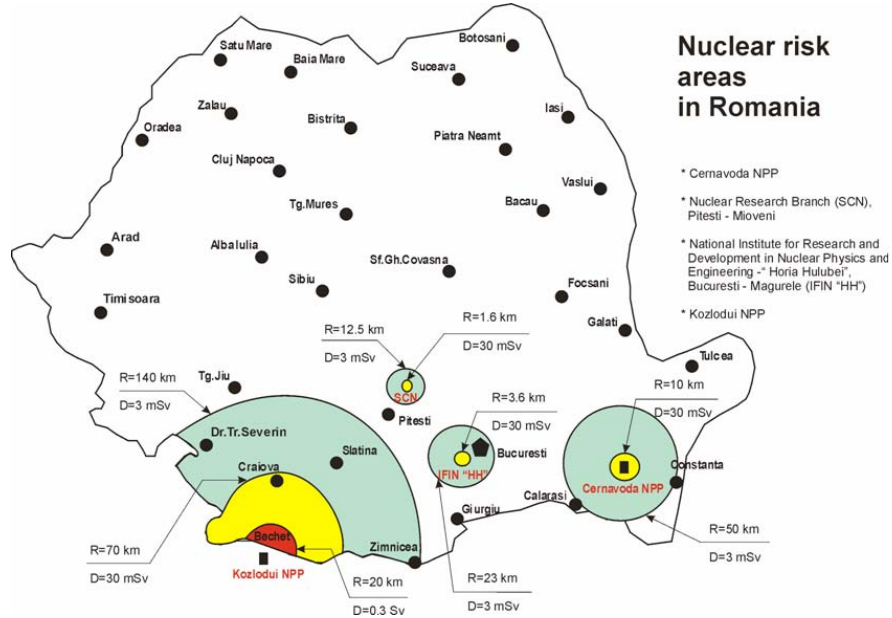 Nuclear risk
areas
in Romania
* Cernavoda NPP
* Nuclear Research Branch (SCN),
Pitesti - Mioveni
* National Institute for Research and
Development in Nuclear Physics and
Engineering -“ Horia Hulubei”,
Bucuresti - Magurele (IFIN “HH”)
* Kozlodui NPP
Botosani
Satu Mare
Baia Mare
Suceava
Zalau
Iasi
Bistrita
Oradea
Piatra Neamt
Cluj Napoca
Vaslui
Tg.Mures
Bacau
Arad
Alba Iulia
Sf.Gh.Covasna
Sibiu
Focsani
Timisoara
Galati
R=1.6 km
D=30 mSv
R=12.5 km
D=3 mSv
Tulcea
Tg.Jiu
R=140 km
D=3 mSv
SCN
R=10 km
D=30 mSv
R=3.6 km
D=30 mSv
Pitesti
Dr.Tr.Severin
Slatina
Bucuresti
Craiova
IFIN “HH”
Constanta
Cernavoda NPP
Calarasi
Giurgiu
R=50 km
D=3 mSv
Bechet
R=70 km
D=30 mSv
Zimnicea
Kozlodui NPP
R=20 km
D=0.3 Sv
R=23 km
D=3 mSv